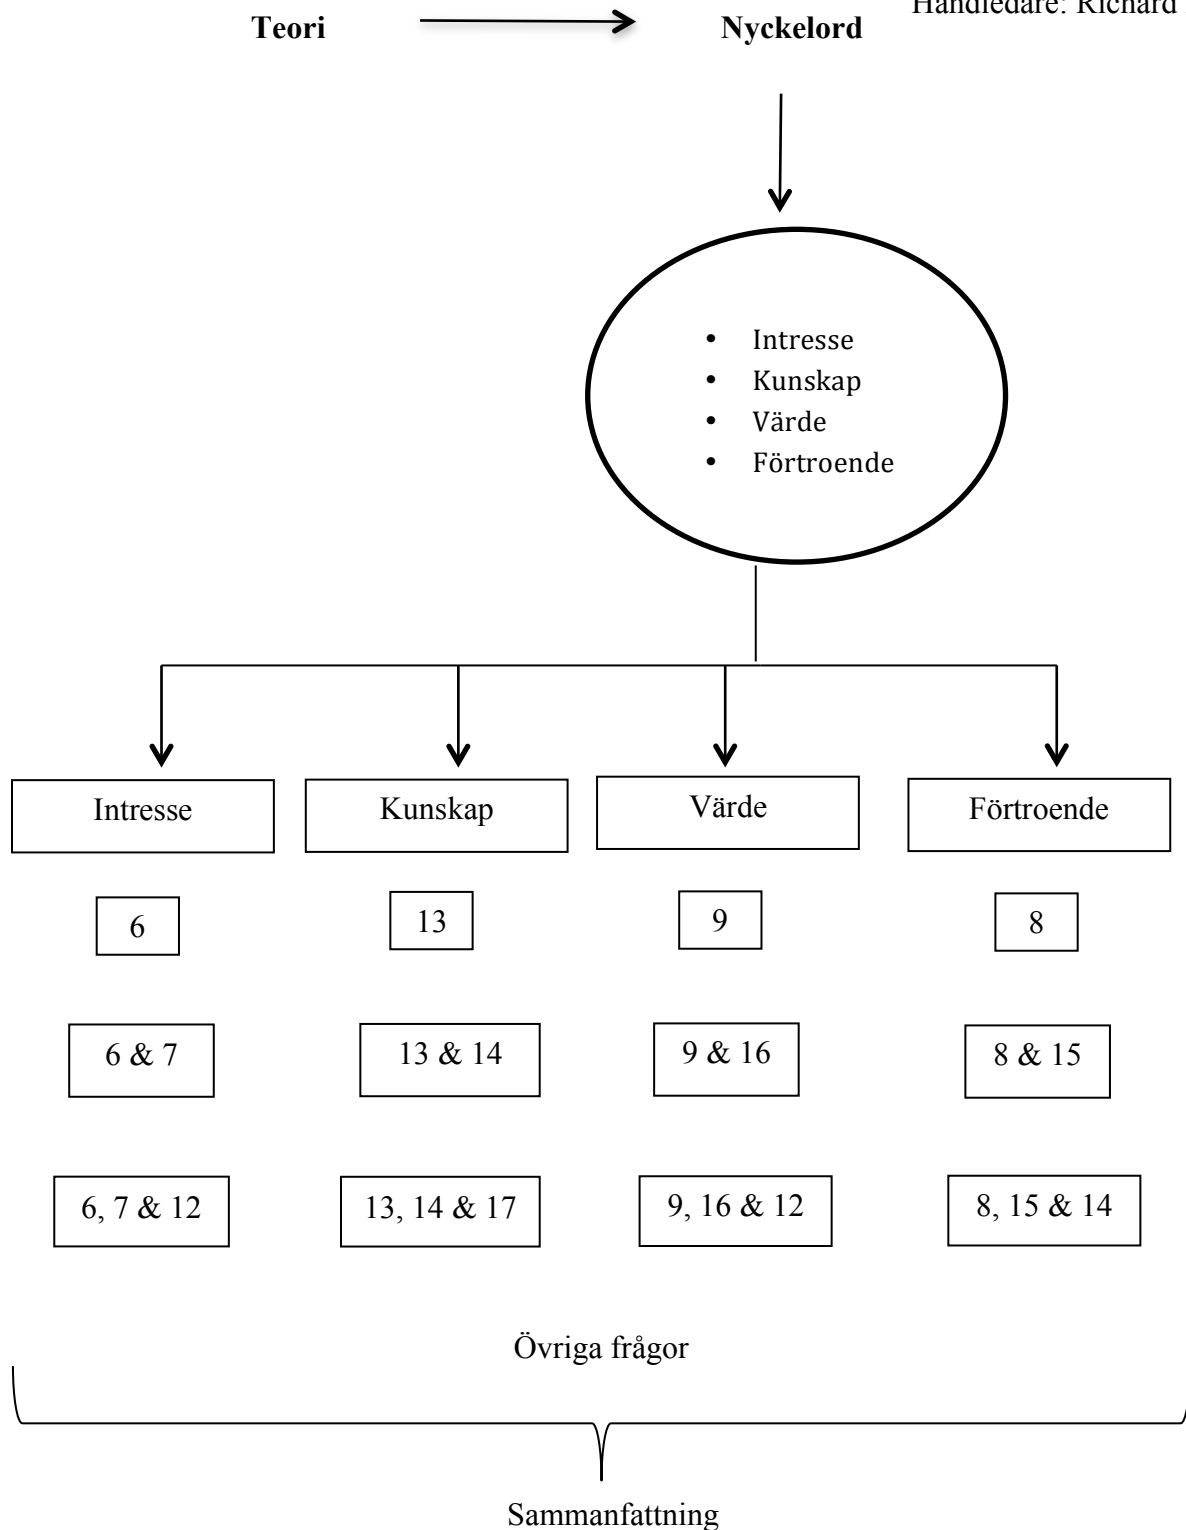 Handledare: Richard
Teori Nyckelord
• Intresse
• Kunskap
• Värde
• Förtroende
Intresse Kunskap Värde Förtroende
6 13 9 8
6 & 7 13 & 14 9 & 16 8 & 15
6, 7 & 12 13, 14 & 17 9, 16 & 12 8, 15 & 14
Övriga frågor
Sammanfattning